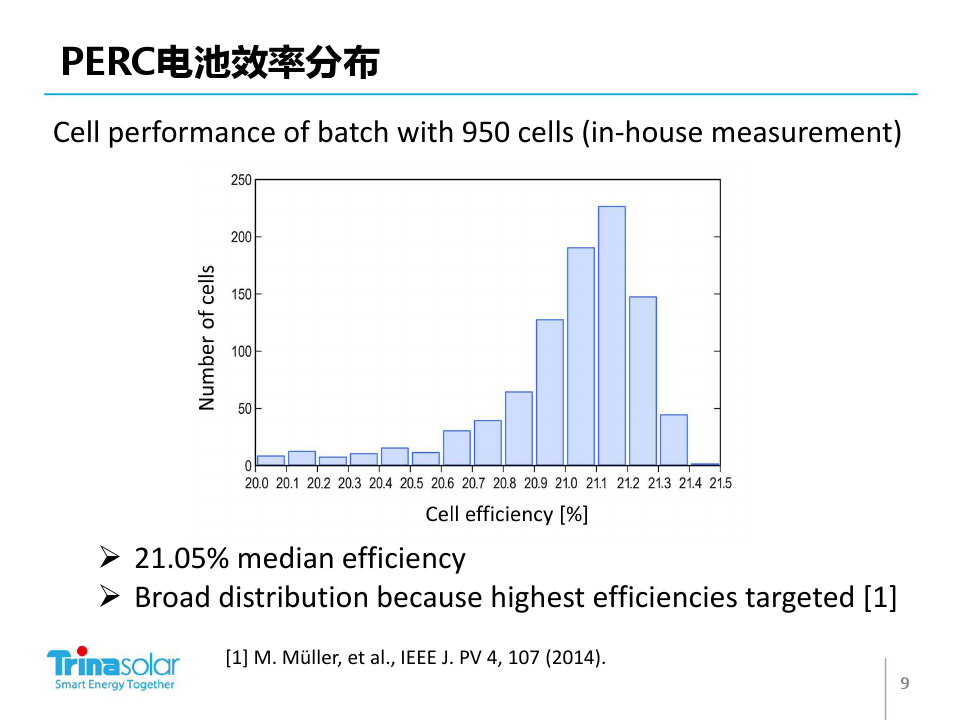 PERC电池效率分布
Cell performance of batch with 950 cells (in-house measurement)
250
200
150
100
50
0
Number of cells
20.0 20.1 20.2 20.3 20.4 20.5 20.6 20.7 20.8 20.9 21.0 21.1 21.2 21.3 21.4 21.5
Cell efficiency [%]
➢ 21.05% median efficiency
➢ Broad distribution because highest efficiencies targeted [1]
Trinasolar
Smart Energy Together
[1] M. Müller, et al., IEEE J. PV 4, 107 (2014).
9